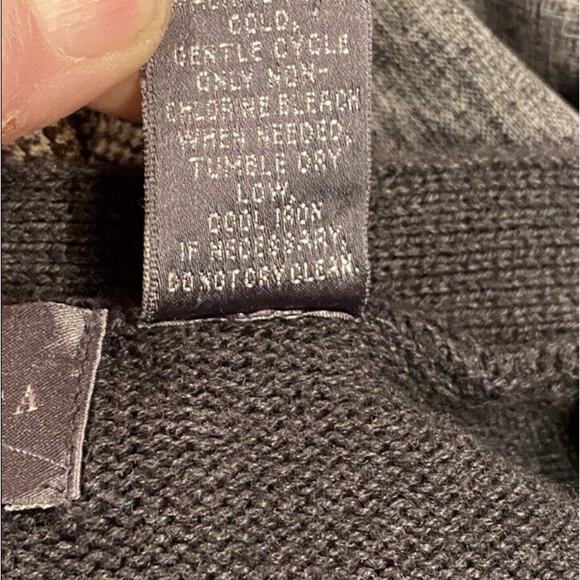 COLD,
GENTLE CYCLE
ONLY NON-
CHLORINE BLEACH
WHEN NEEDED,
TUMBLE DRY
LOW,
COOL IRON
IF NECESSARY,
DO NOT DRY CLEAN.
A